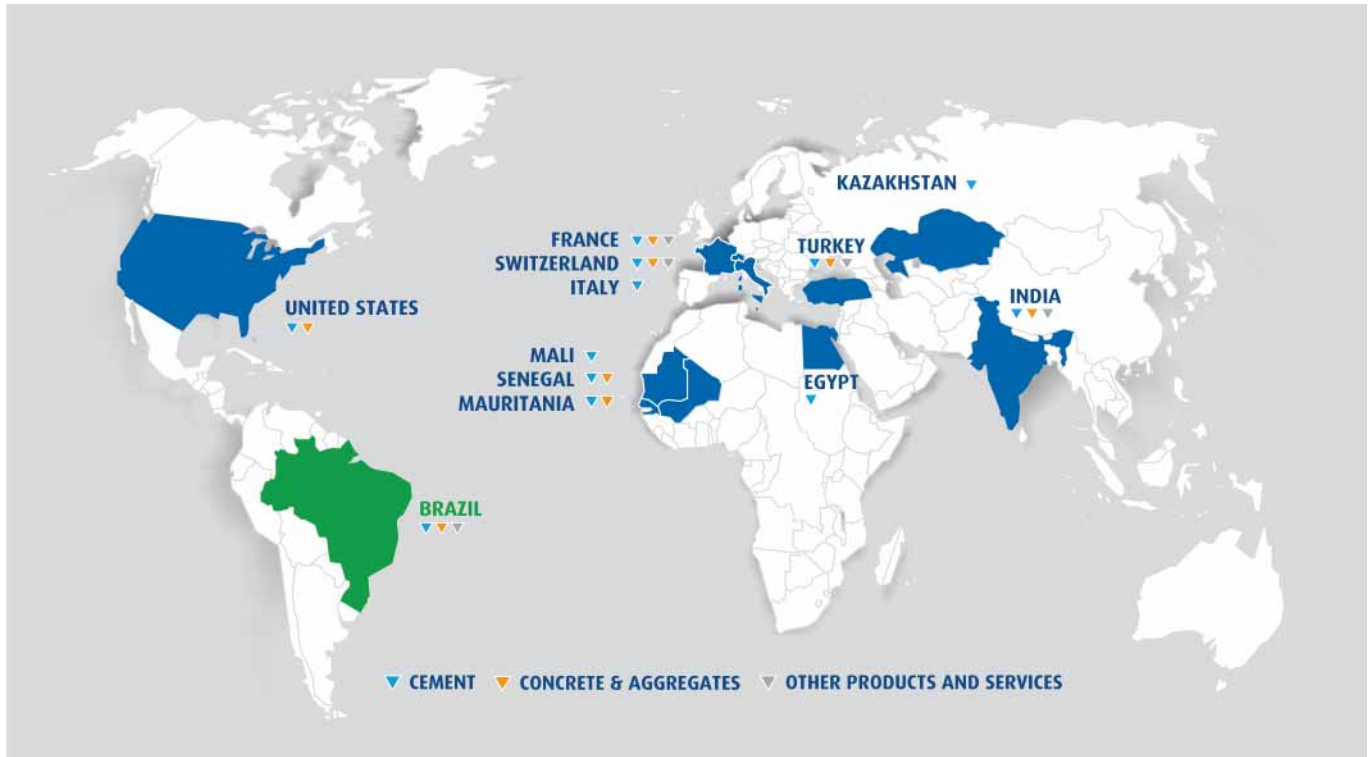 KAZAKHSTAN
FRANCE
SWITZERLAND
ITALY
TURKEY
INDIA
UNITED STATES
MALI
SENEGAL
MAURITANIA
EGYPT
BRAZIL
CEMENT CONCRETE & AGGREGATES OTHER PRODUCTS AND SERVICES